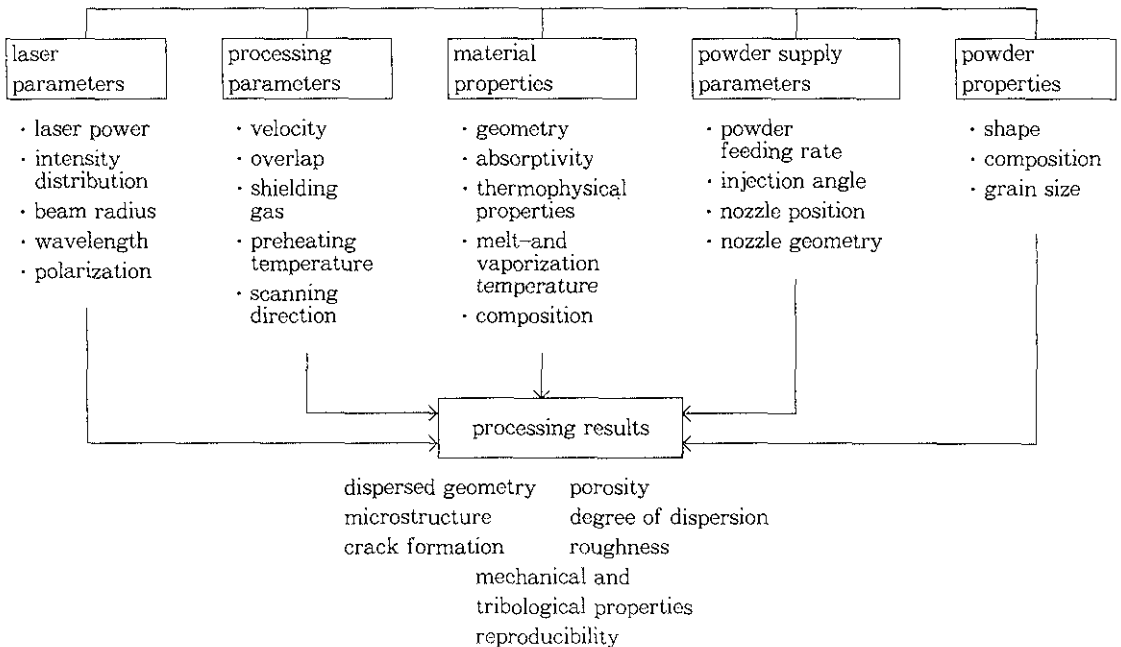 laser
parameters
processing
parameters
material
properties
powder supply
parameters
powder
properties
· laser power
· intensity
distribution
· beam radius
· wavelength
· polarization
· velocity
· overlap
· shielding
gas
· preheating
temperature
· scanning
direction
· geometry
· absorptivity
· thermophysical
properties
· melt-and
vaporization
temperature
· composition
· powder
feeding rate
· injection angle
· nozzle position
· nozzle geometry
· shape
· composition
· grain size
processing results
dispersed geometry
microstructure
crack formation
porosity
degree of dispersion
roughness
mechanical and
tribological properties
reproducibility